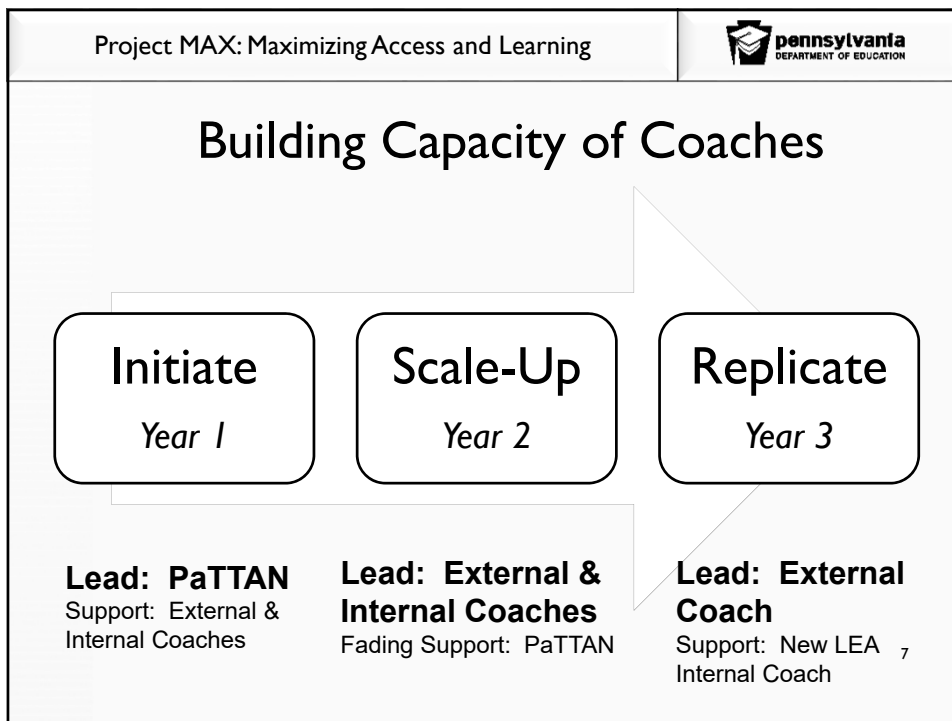 Project MAX: Maximizing Access and Learning
pennsylvania
DEPARTMENT OF EDUCATION
Building Capacity of Coaches
Initiate
Year 1
Scale-Up
Year 2
Replicate
Year 3
Lead: PaTTAN
Support: External &
Internal Coaches
Lead: External &
Internal Coaches
Fading Support: PaTTAN
Lead: External
Coach
Support: New LEA
Internal Coach
7